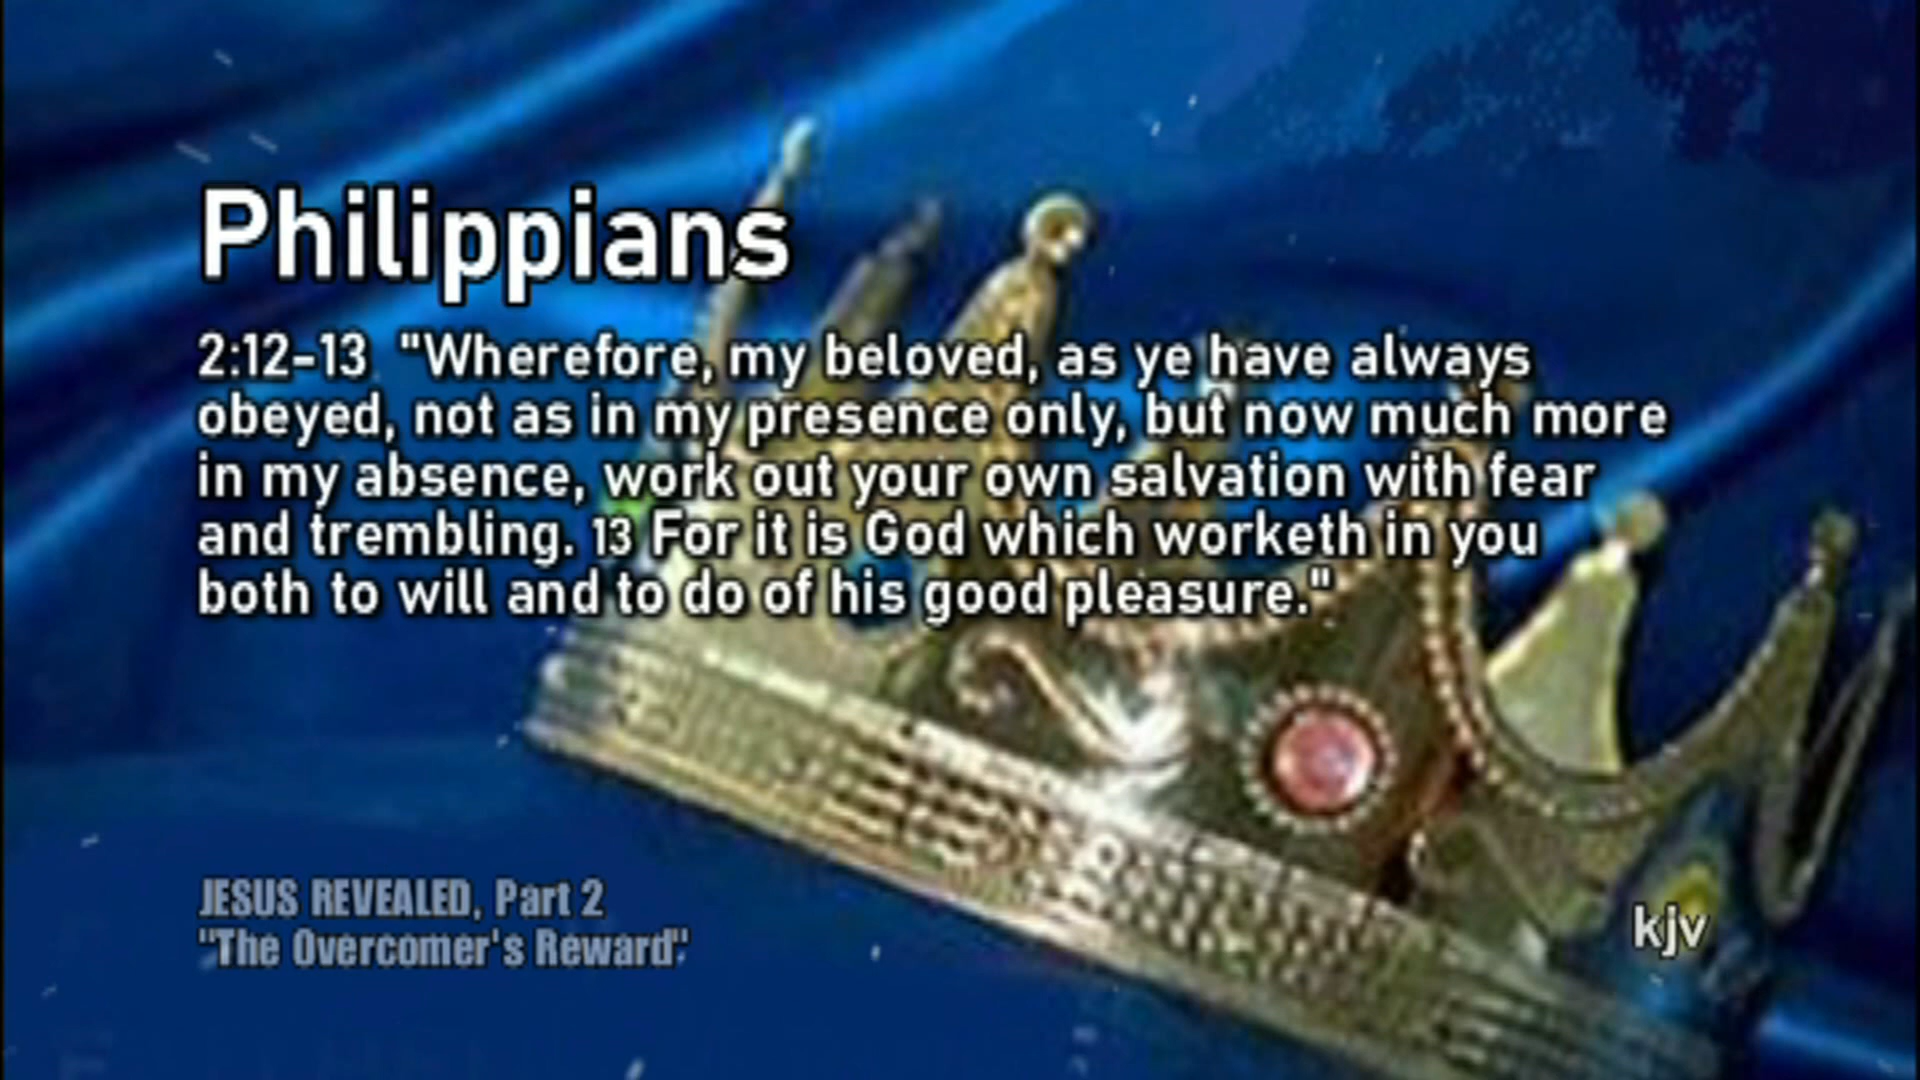 Philippians
2:12-13 "Wherefore, my beloved, as ye have always
obeyed, not as in my presence only, but now much more
in my absence, work out your own salvation with fear
and trembling. 13 For it is God which worketh in you
both to will and to do of his good pleasure."
JESUS REVEALED, Part 2
"The Overcomer's Reward"
kjv